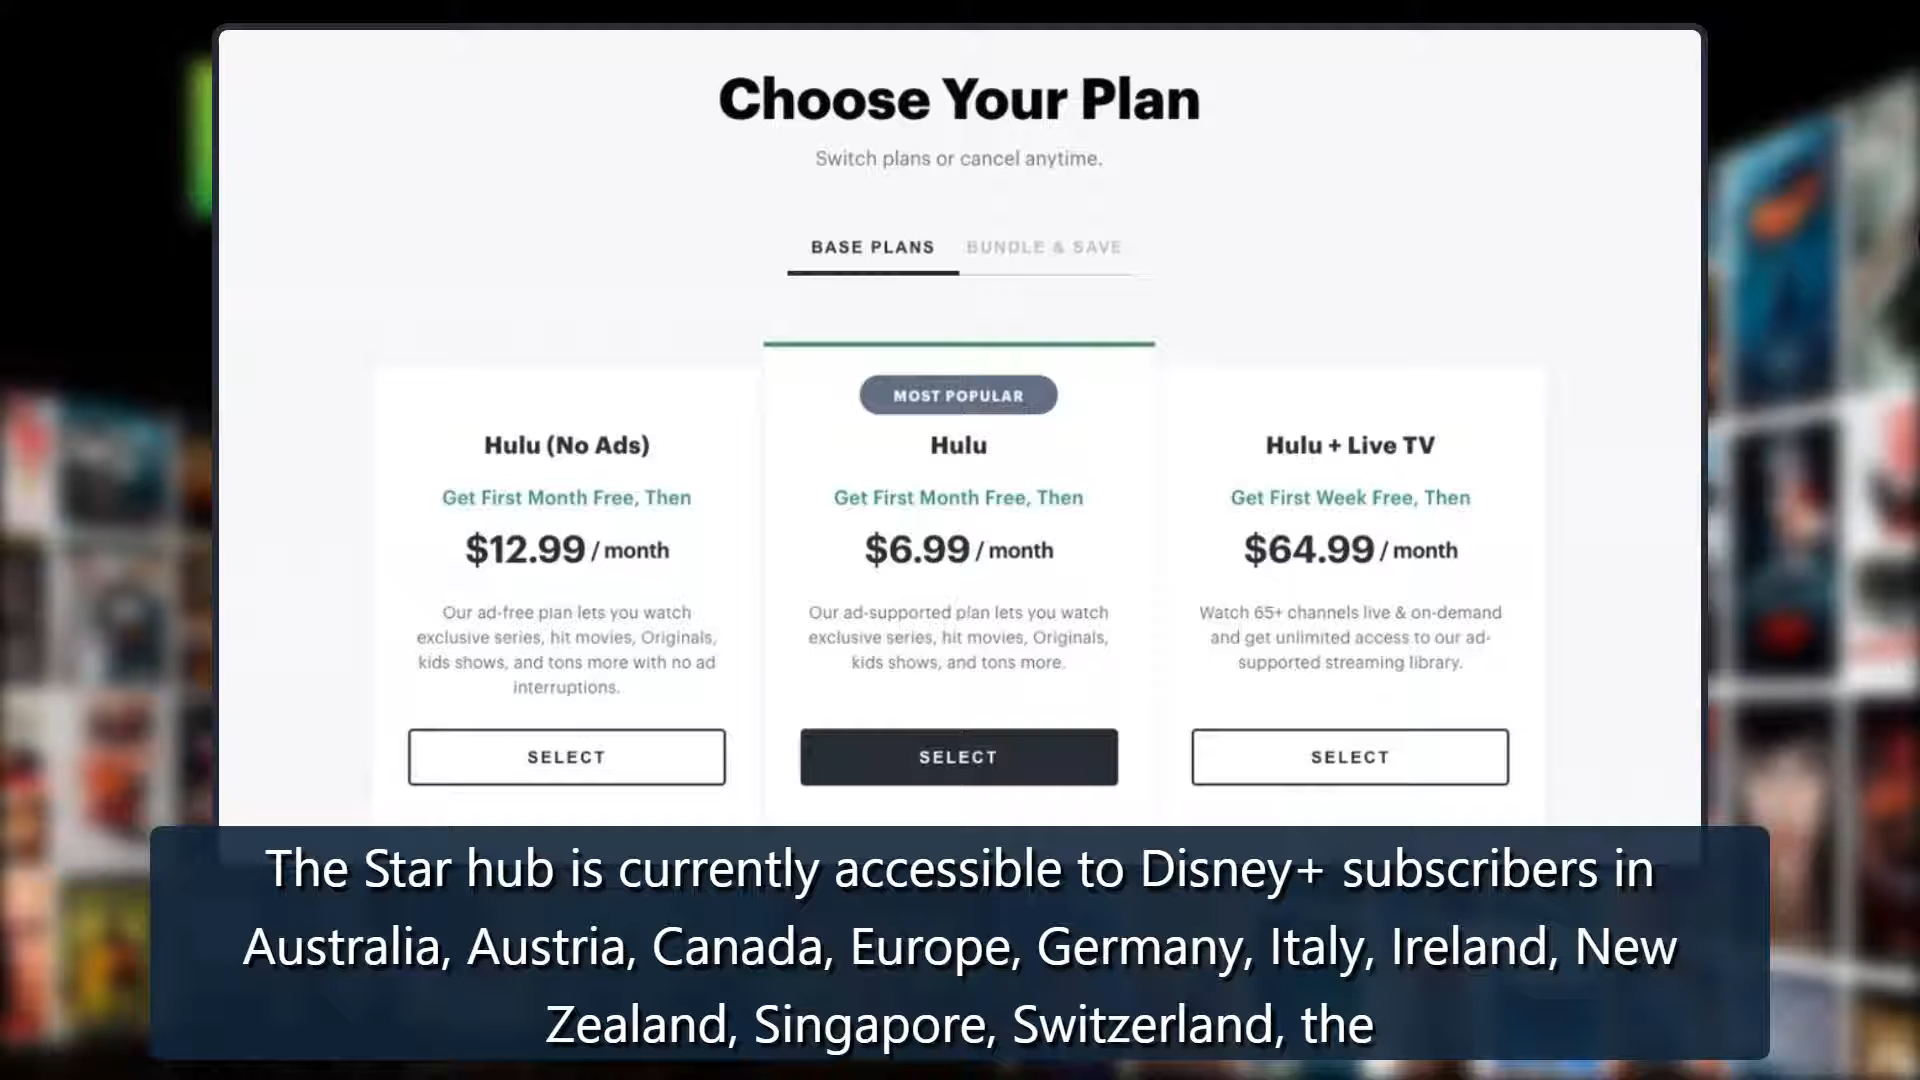 Choose Your Plan
Switch plans or cancel anytime.
BASE PLANS
BUNDLE & SAVE
Hulu (No Ads)
Get First Month Free, Then
$12.99 / month
Our ad-free plan lets you watch
exclusive series, hit movies, Originals,
kids shows, and tons more with no ad
interruptions.
SELECT
MOST POPULAR
Hulu
Get First Month Free, Then
$6.99 / month
Our ad-supported plan lets you watch
exclusive series, hit movies, Originals,
kids shows, and tons more.
SELECT
Hulu + Live TV
Get First Week Free, Then
$64.99 / month
Watch 65+ channels live & on-demand
and get unlimited access to our ad-
supported streaming library.
SELECT
The Star hub is currently accessible to Disney+ subscribers in
Australia, Austria, Canada, Europe, Germany, Italy, Ireland, New
Zealand, Singapore, Switzerland, the